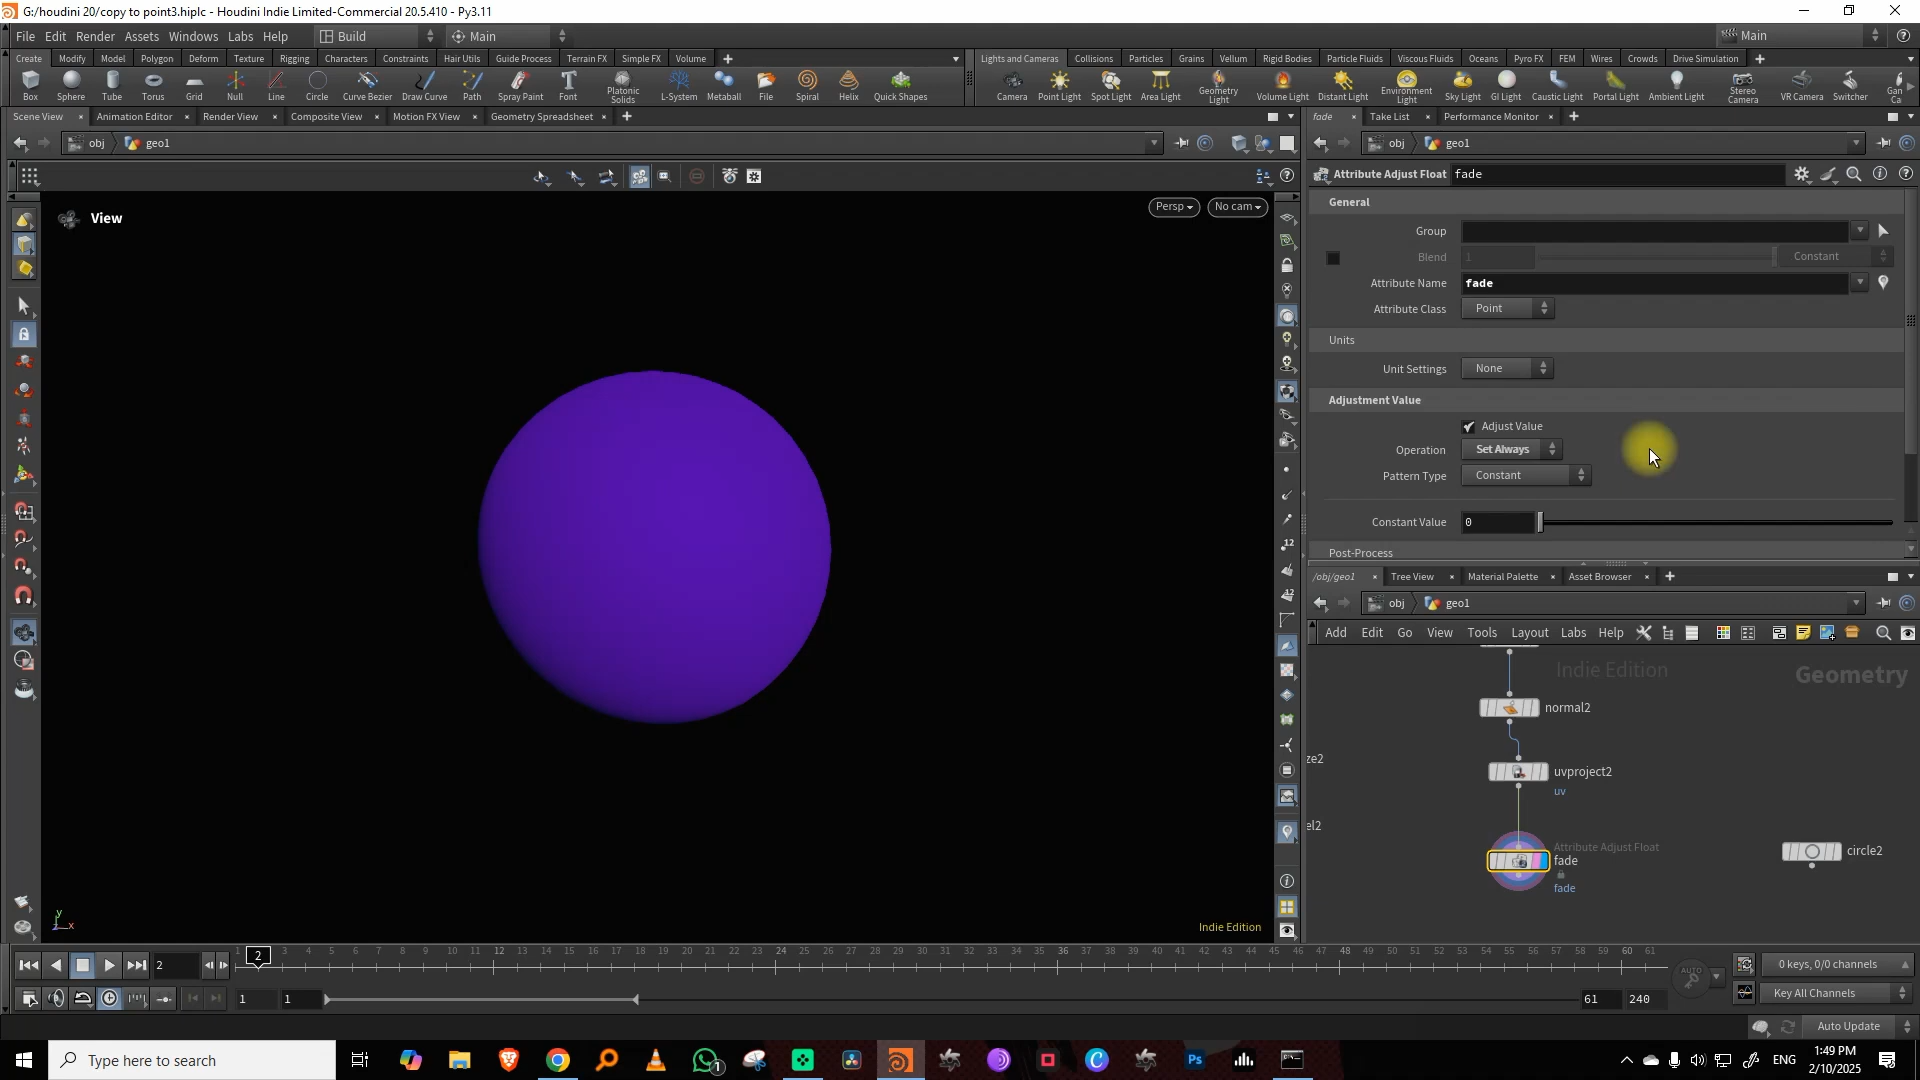 G:/houdini 20/copy to point3.hiplc - Houdini Indie Limited-Commercial 20.5.410 - Py3.11
File Edit Render Assets Windows Labs Help Build Main Main
Create Modify Model Polygon Deform Texture Rigging Characters Constraints Hair Utils Guide Process Terrain FX Simple FX Volume
Lights and Cameras Collisions Particles Grains Vellum Rigid Bodies Particle Fluids Viscous Fluids Oceans Pyro FX FEM Wires Crowds Drive Simulation
Box Sphere Tube Torus Grid Null Line Circle Curve Bezier Draw Curve Path Spray Paint Font Platonic Solids L-System Metaball File Spiral Helix Quick Shapes
Camera Point Light Spot Light Area Light Geometry Light Volume Light Distant Light Environment Light Sky Light GI Light Caustic Light Portal Light Ambient Light Stereo Camera VR Camera Switcher Gan Ca
Scene View Animation Editor Render View Composite View Motion FX View Geometry Spreadsheet
fade Take List Performance Monitor
obj geo1
obj geo1
Attribute Adjust Float fade
View
Persp No cam
General
Group
Blend 1 Constant
Attribute Name fade
Attribute Class Point
Units
Unit Settings None
Adjustment Value
Adjust Value
Operation Set Always
Pattern Type Constant
Constant Value 0
Post-Process
/obj/geo1 Tree View Material Palette Asset Browser
obj geo1
Add Edit Go View Tools Layout Labs Help
Indie Edition
Geometry
normal2
ze2
uvproject2
uv
el2
Attribute Adjust Float
fade
fade
circle2
12
12
y
x
Indie Edition
1 2 3 4 5 6 7 8 9 10 11 12 13 14 15 16 17 18 19 20 21 22 23 24 25 26 27 28 29 30 31 32 33 34 35 36 37 38 39 40 41 42 43 44 45 46 47 48 49 50 51 52 53 54 55 56 57 58 59 60 61
2
AUTO
0 keys, 0/0 channels
1 1 61 240
Key All Channels
Auto Update
Type here to search
1
Ps
ENG
1:49 PM
2/10/2025